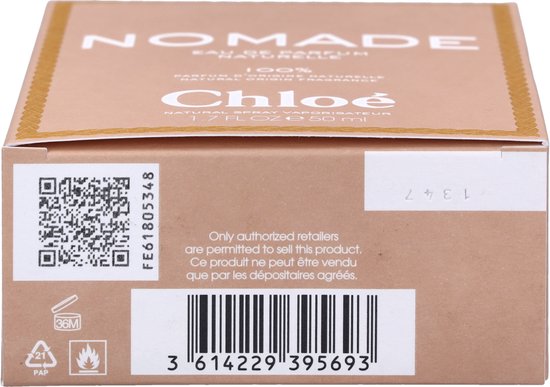 NOMADE
EAU DE PARFUM
NATURELLE
100%
PARFUM D'ORIGINE NATURELLE
NATURAL ORIGIN FRAGRANCE
Chloé
NATURAL SPRAY VAPORISATEUR
1.7 FL OZ e 50 ml
FE61805348
1347
Only authorized retailers
are permitted to sell this product.
Ce produit ne peut être vendu
que par les dépositaires agréés.
36M
21
PAP
3 614229 395693